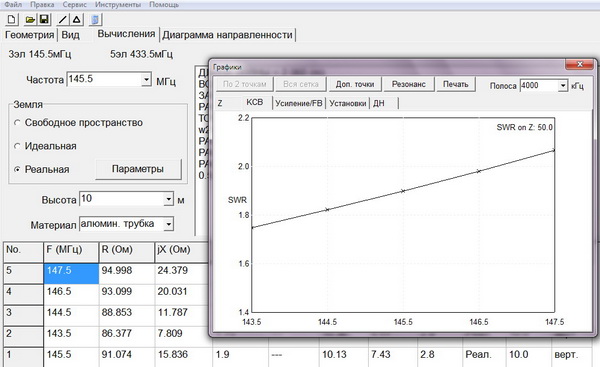 Файл Правка Сервис Инструменты Помощь
Геометрия Вид Вычисления Диаграмма направленности
3эл 145.5мГц 5эл 433.5мГц
Частота 145.5 МГц
Земля
Свободное пространство
Идеальная
Реальная Параметры
Высота 10 м
Материал алюмин. трубка
Графики
По 2 точкам Вся сетка Доп. точки Резонанс Печать Полоса 4000 кГц
Z КСВ Усиление/FB Установки ДН
SWR on Z: 50.0
SWR
2.2
2.0
1.8
1.6
1.4
143.5 144.5 145.5 146.5 147.5
No. F (МГц) R (Ом) jX (Ом)
5 147.5 94.998 24.379
4 146.5 93.099 20.031
3 144.5 88.853 11.787
2 143.5 86.377 7.809
1 145.5 91.074 15.836 1.9 --- 10.13 7.43 2.8 Реал. 10.0 верт.